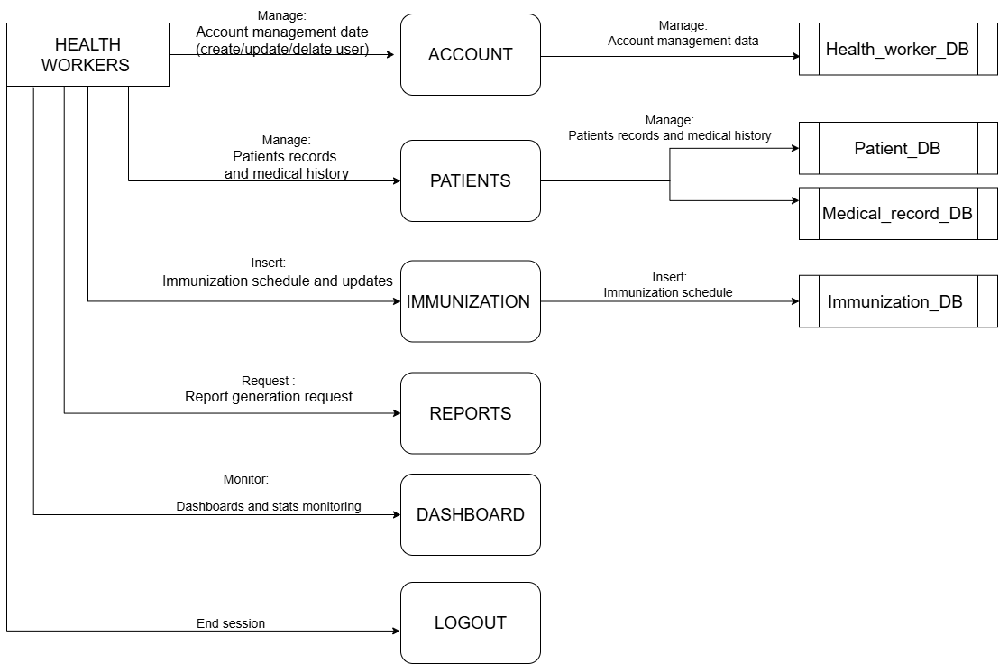 HEALTH
WORKERS
Manage:
Account management date
(create/update/delate user)
ACCOUNT
Manage:
Account management data
Health_worker_DB
Manage:
Patients records
and medical history
PATIENTS
Manage:
Patients records and medical history
Patient_DB
Medical_record_DB
Insert:
Immunization schedule and updates
IMMUNIZATION
Insert:
Immunization schedule
Immunization_DB
Request :
Report generation request
REPORTS
Monitor:
Dashboards and stats monitoring
DASHBOARD
End session
LOGOUT